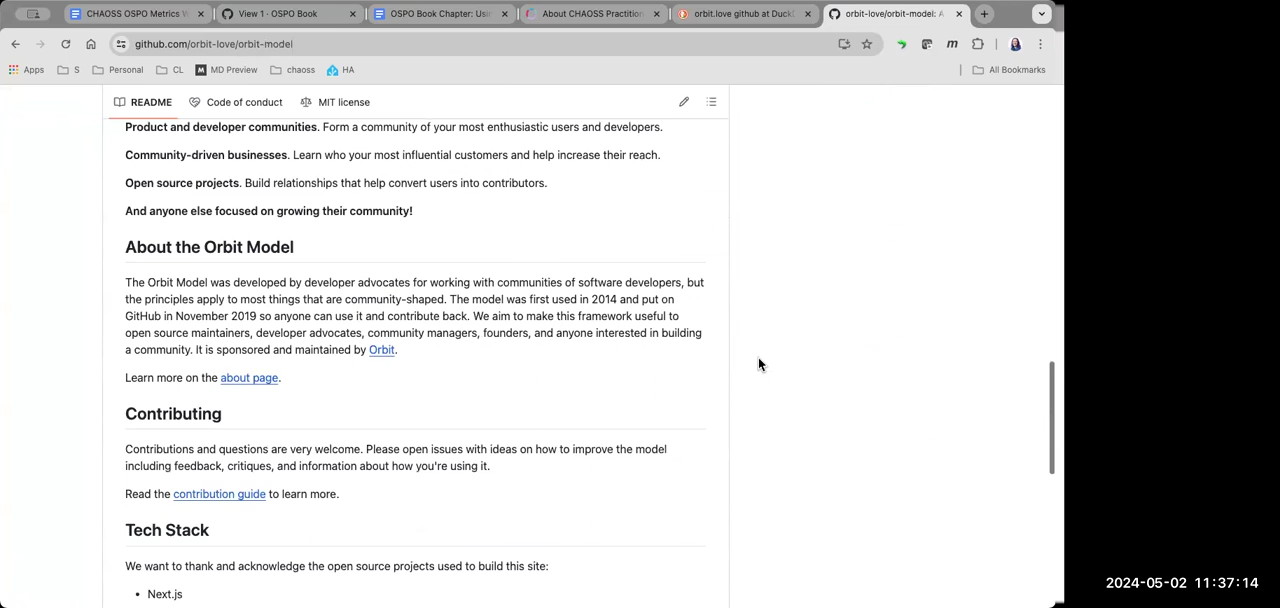 CHAOSS OSPO Metrics W
View 1 · OSPO Book
OSPO Book Chapter: Usi
About CHAOSS Practition
orbit.love github at Duck
orbit-love/orbit-model: A
github.com/orbit-love/orbit-model
Apps
S
Personal
CL
MD Preview
chaoss
HA
All Bookmarks
README
Code of conduct
MIT license
Product and developer communities. Form a community of your most enthusiastic users and developers.
Community-driven businesses. Learn who your most influential customers and help increase their reach.
Open source projects. Build relationships that help convert users into contributors.
And anyone else focused on growing their community!
About the Orbit Model
The Orbit Model was developed by developer advocates for working with communities of software developers, but
the principles apply to most things that are community-shaped. The model was first used in 2014 and put on
GitHub in November 2019 so anyone can use it and contribute back. We aim to make this framework useful to
open source maintainers, developer advocates, community managers, founders, and anyone interested in building
a community. It is sponsored and maintained by Orbit.
Learn more on the about page.
Contributing
Contributions and questions are very welcome. Please open issues with ideas on how to improve the model
including feedback, critiques, and information about how you're using it.
Read the contribution guide to learn more.
Tech Stack
We want to thank and acknowledge the open source projects used to build this site:
• Next.js
2024-05-02 11:37:14